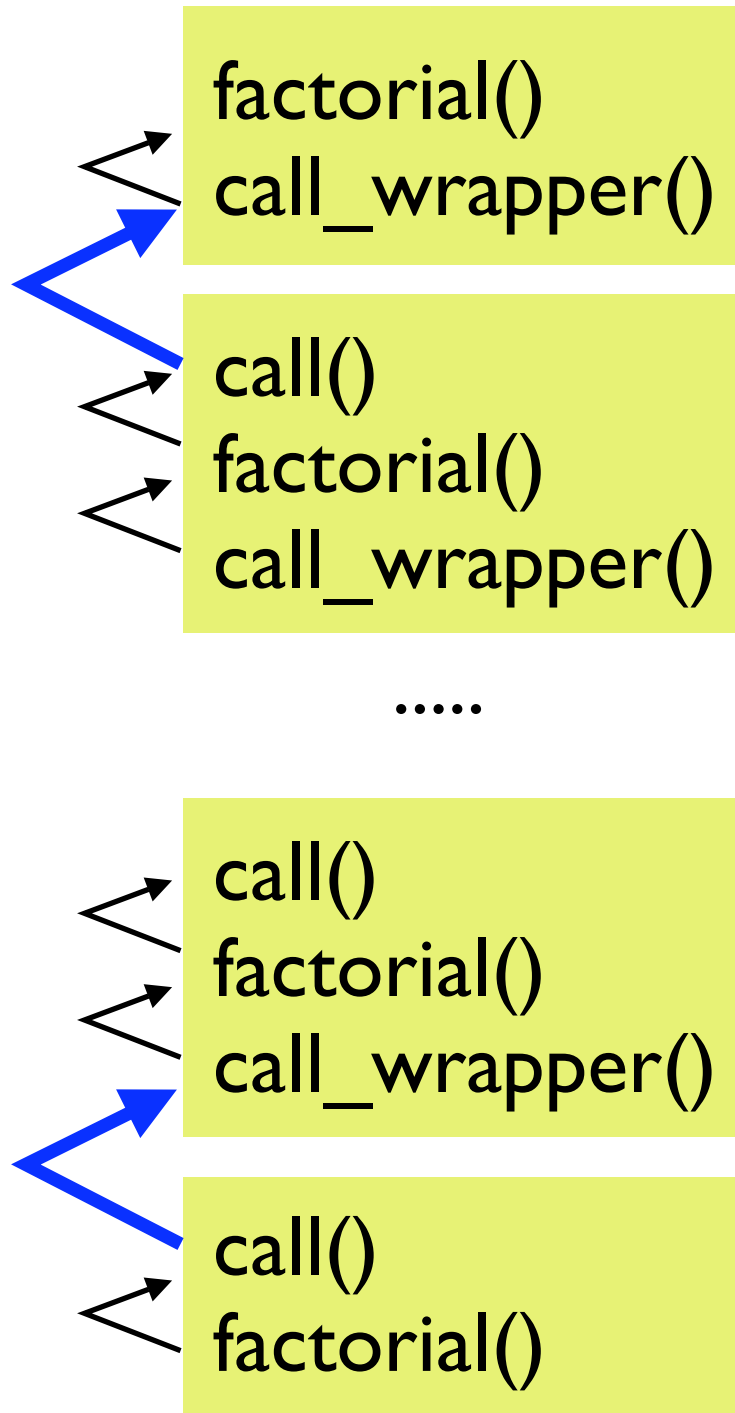 factorial()
call_wrapper()
call()
factorial()
call_wrapper()
.....
call()
factorial()
call_wrapper()
call()
factorial()